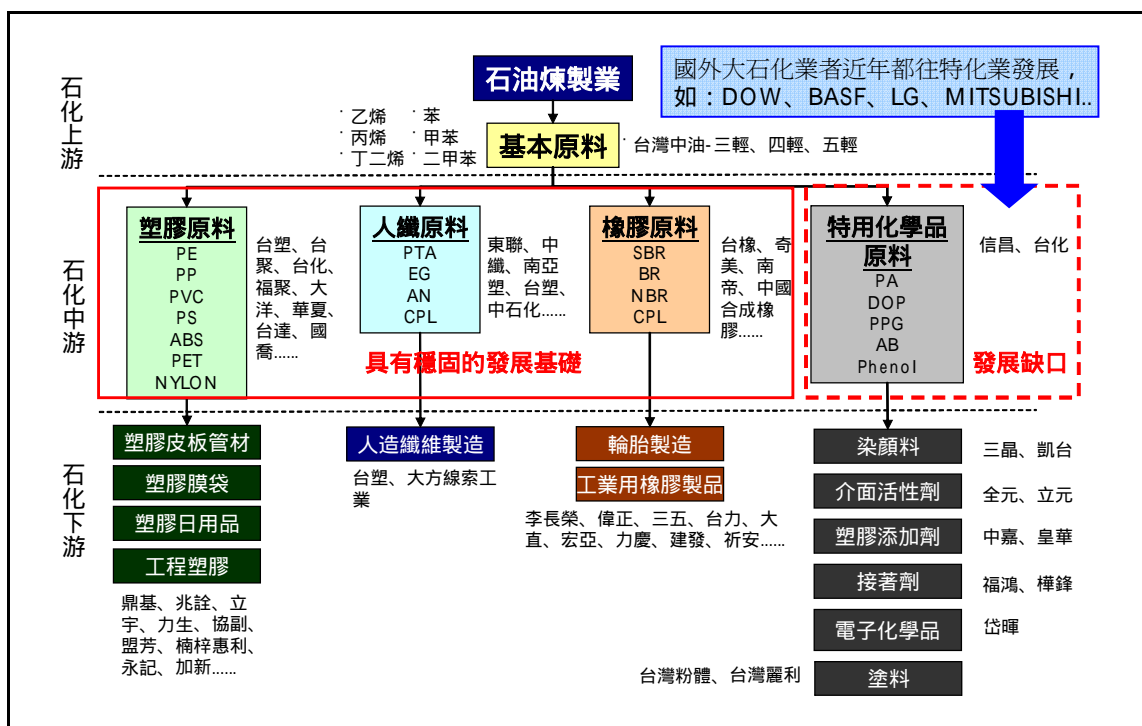 石化上游
石油煉製業
國外大石化業者近年都往特化業發展，
如：DOW、BASF、LG、MITSUBISHI..
˙乙烯 ˙苯
˙丙烯 ˙甲苯
˙丁二烯 ˙二甲苯
基本原料
˙台灣中油-三輕、四輕、五輕
石化中游
塑膠原料
PE
PP
PVC
PS
ABS
PET
NYLON
台塑、台
聚、台化、
福聚、大
洋、華夏、
台達、國
喬......
人纖原料
PTA
EG
AN
CPL
東聯、中
纖、南亞
塑、台塑、
中石化......
橡膠原料
SBR
BR
NBR
CPL
台橡、奇
美、南
帝、中國
合成橡
膠......
具有穩固的發展基礎
特用化學品
原料
PA
DOP
PPG
AB
Phenol
信昌、台化
發展缺口
石化下游
塑膠皮板管材
塑膠膜袋
塑膠日用品
工程塑膠
鼎基、兆詮、立
宇、力生、協副、
盟芳、楠梓惠利、
永記、加新......
人造纖維製造
台塑、大方線索工
業
輪胎製造
工業用橡膠製品
李長榮、偉正、三五、台力、大
直、宏亞、力慶、建發、祈安......
染顏料
三晶、凱台
介面活性劑
全元、立元
塑膠添加劑
中嘉、皇華
接著劑
福鴻、樺鋒
電子化學品
岱暉
台灣粉體、台灣麗利
塗料